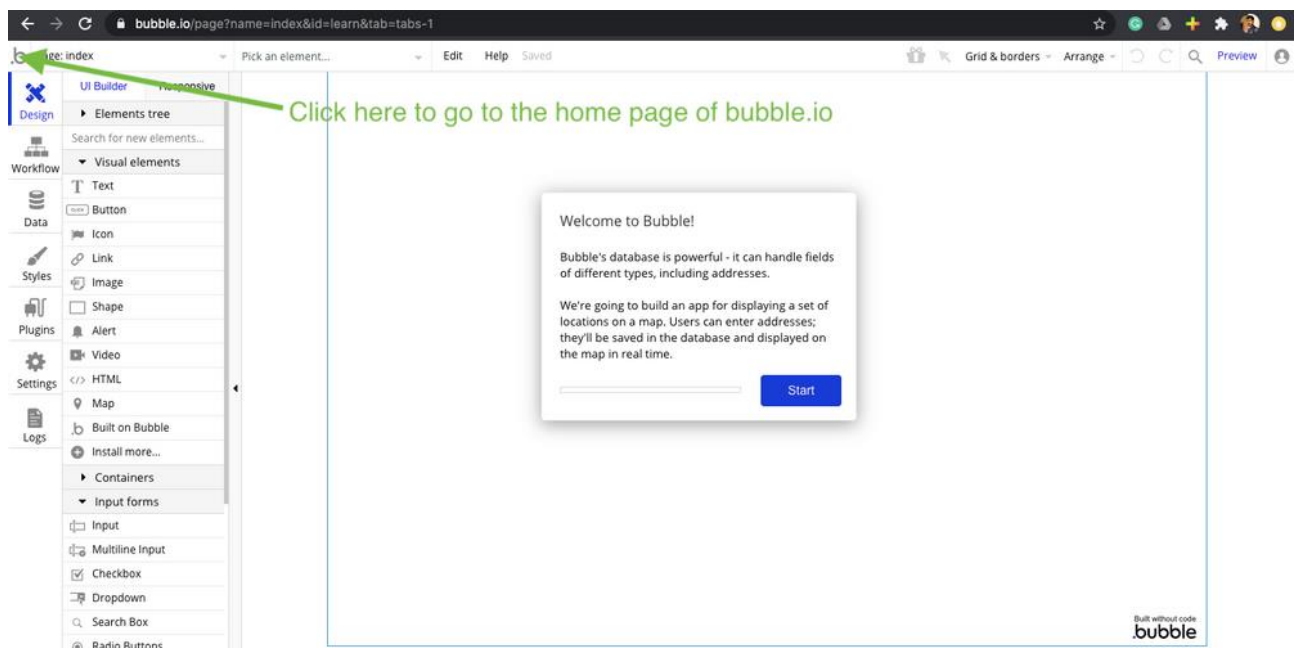 bubble.io/page?name=index&id=learn&tab=tabs-1
index
Pick an element...
Edit
Help
Saved
Grid & borders
Arrange
Preview
UI Builder
Responsive
Click here to go to the home page of bubble.io
Design
Workflow
Data
Styles
Plugins
Settings
Logs
Elements tree
Search for new elements...
Visual elements
Text
Button
Icon
Link
Image
Shape
Alert
Video
HTML
Map
Built on Bubble
Install more...
Containers
Input forms
Input
Multiline Input
Checkbox
Dropdown
Search Box
Radio Buttons
Welcome to Bubble!
Bubble's database is powerful - it can handle fields
of different types, including addresses.
We're going to build an app for displaying a set of
locations on a map. Users can enter addresses;
they'll be saved in the database and displayed on
the map in real time.
Start
Built without code
.bubble